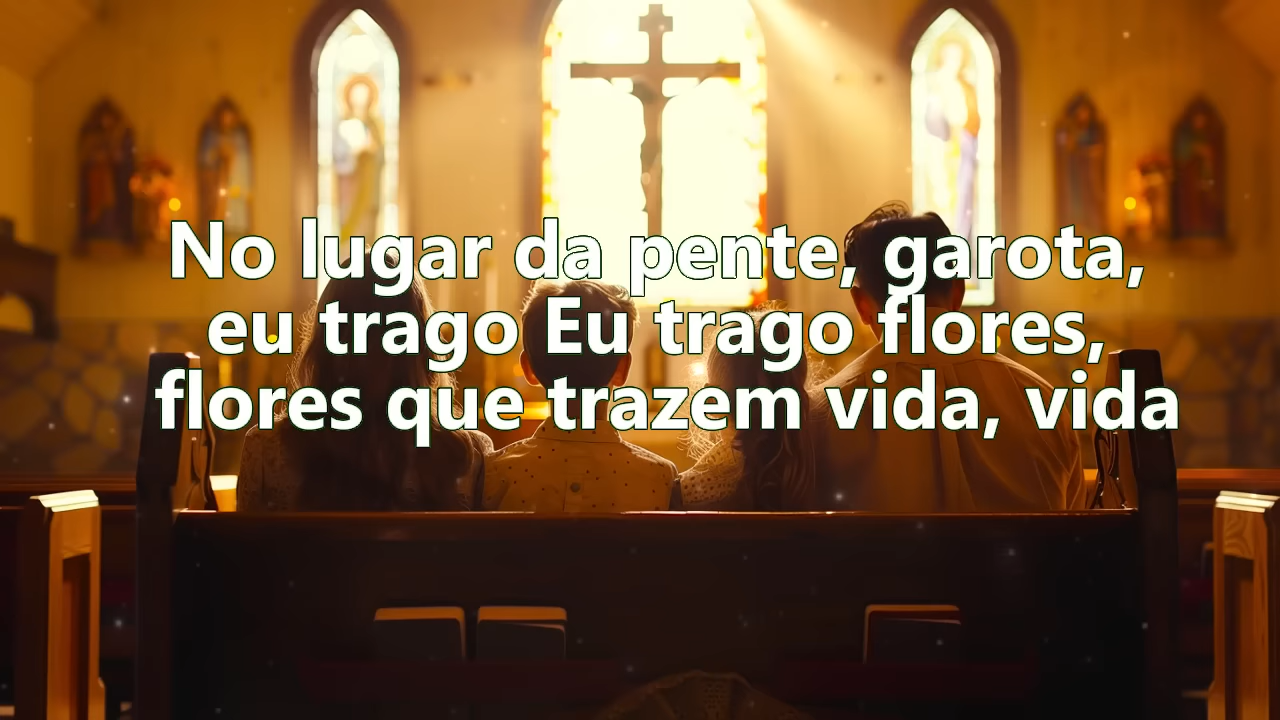 No lugar da pente, garota,
eu trago Eu trago flores,
flores que trazem vida, vida